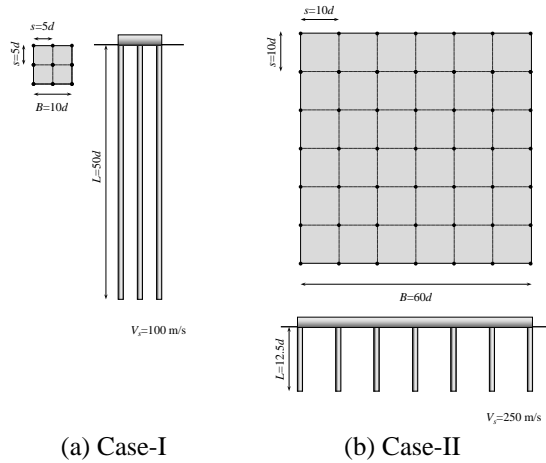 s=5d
s=5d
B=10d
L=50d
V_s=100 m/s
(a) Case-I
s=10d
s=10d
B=60d
L=12.5d
V_s=250 m/s
(b) Case-II